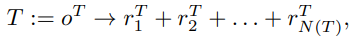 T := o^T → r_1^T + r_2^T + ... + r_{N(T)}^T,